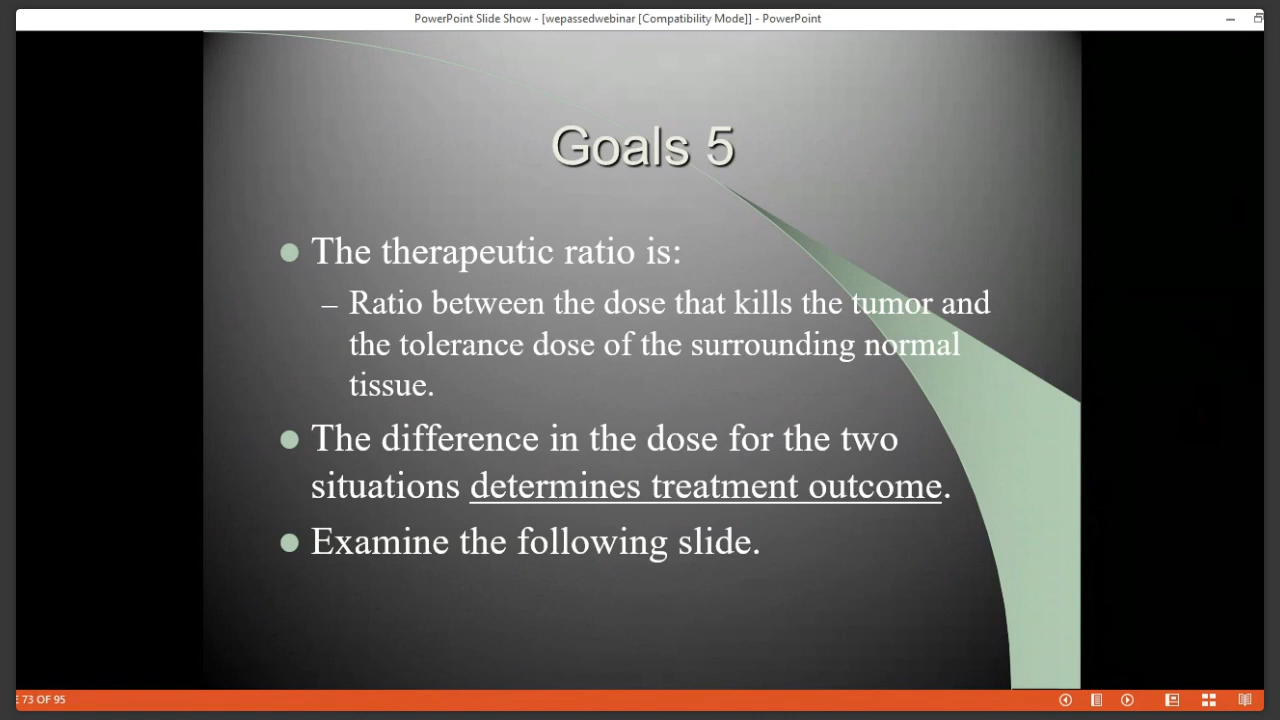 PowerPoint Slide Show - [wepassedwebinar [Compatibility Mode]] - PowerPoint
Goals 5
The therapeutic ratio is:
– Ratio between the dose that kills the tumor and
the tolerance dose of the surrounding normal
tissue.
The difference in the dose for the two
situations determines treatment outcome.
Examine the following slide.
73 OF 95